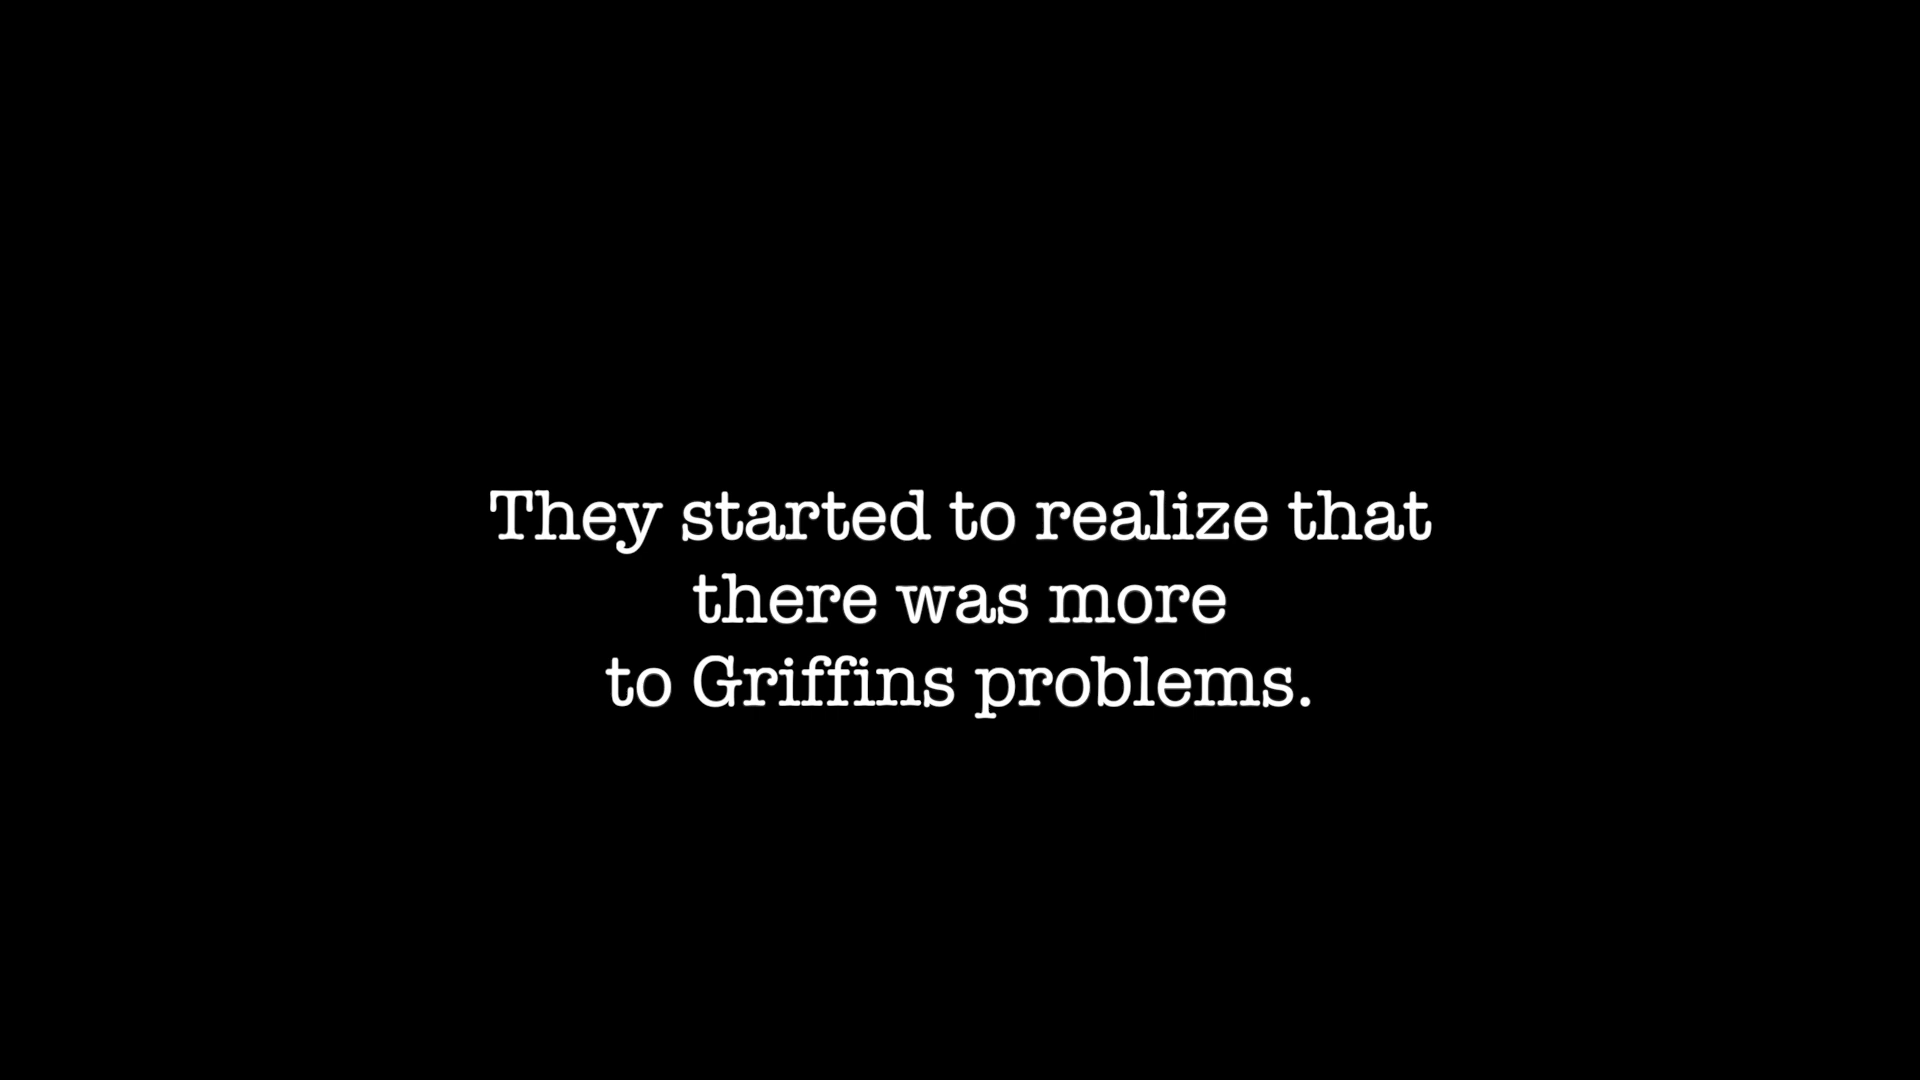 They started to realize that
there was more
to Griffins problems.